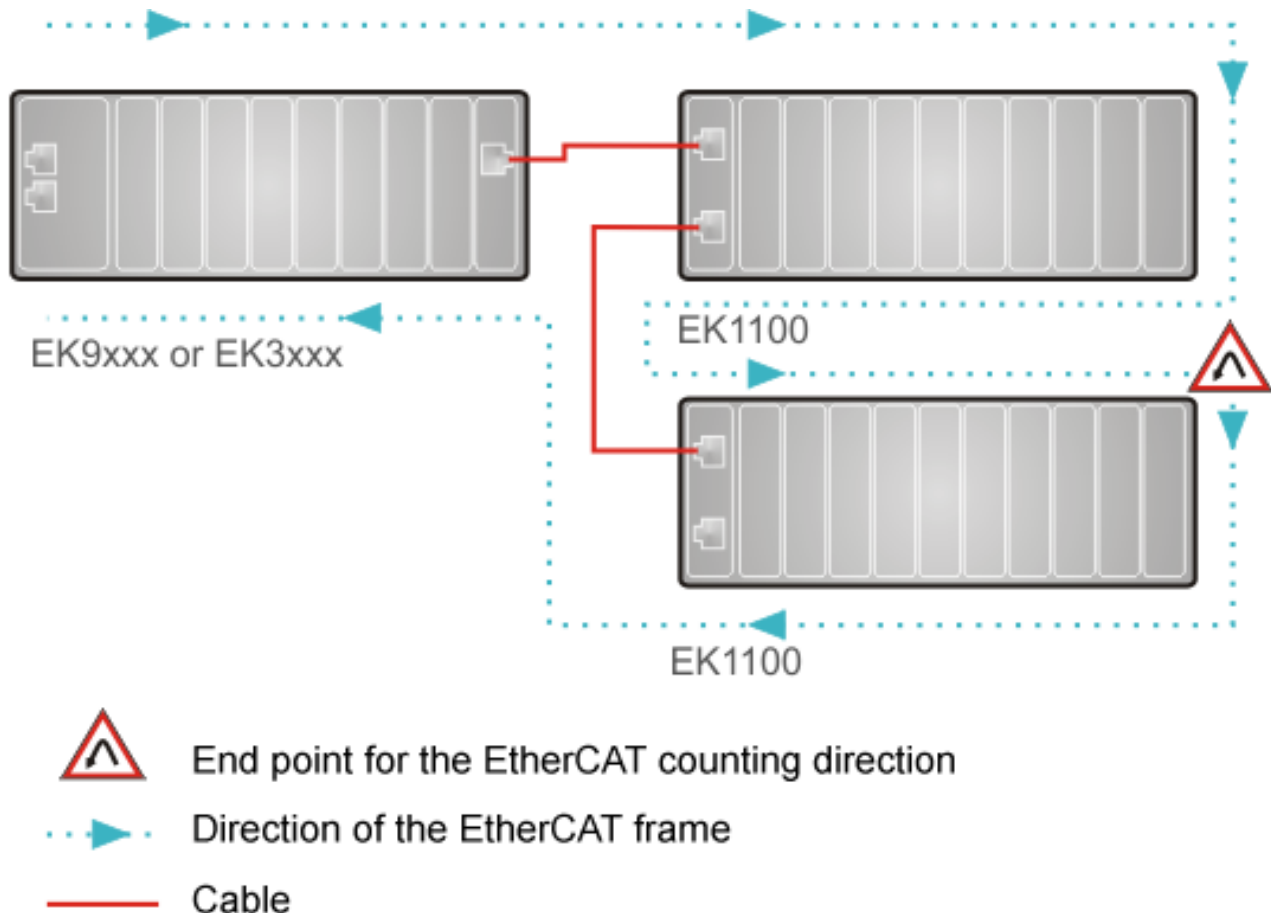 EK9xxx or EK3xxx
EK1100
EK1100
End point for the EtherCAT counting direction
Direction of the EtherCAT frame
Cable